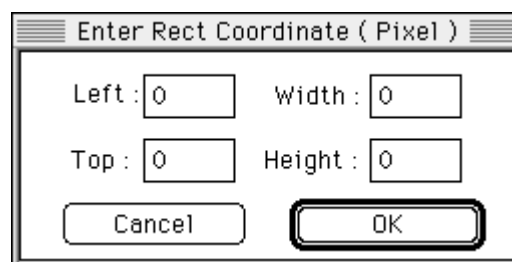 Enter Rect Coordinate ( Pixel )
Left : 0 Width : 0
Top : 0 Height : 0
Cancel OK